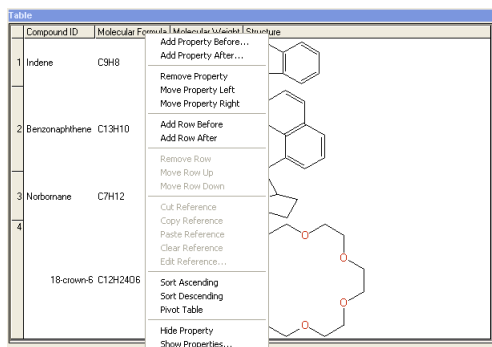 Table
Compound ID Molecular Formula Molecular Weight Structure
Add Property Before...
Add Property After...
1 Indene C9H8
Remove Property
Move Property Left
Move Property Right
Add Row Before
2 Benzonaphthene C13H10
Add Row After
Remove Row
Move Row Up
Move Row Down
3 Norbornane C7H12
Cut Reference
Copy Reference
4
Paste Reference
O O
Clear Reference
Edit Reference...
O
18-crown-6 C12H24O6
Sort Ascending
Sort Descending
O
Pivot Table
O
Hide Property
Show Properties...